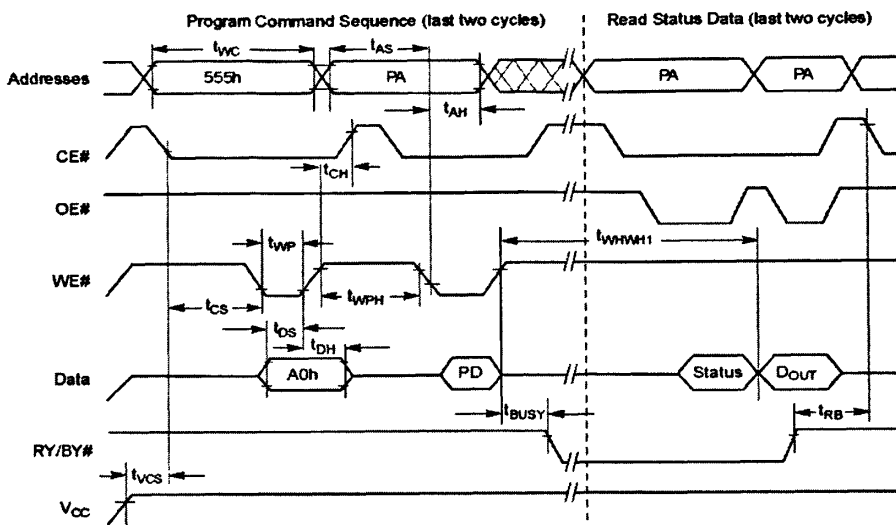 Program Command Sequence (last two cycles) Read Status Data (last two cycles)
tWC tAS
Addresses 555h PA PA PA
tAH
CE#
tCH
OE#
tWP tWHWH1
WE#
tCS tWPH
tDS
tDH
Data A0h PD Status DOUT
tBUSY tRB
RY/BY#
tVCS
VCC